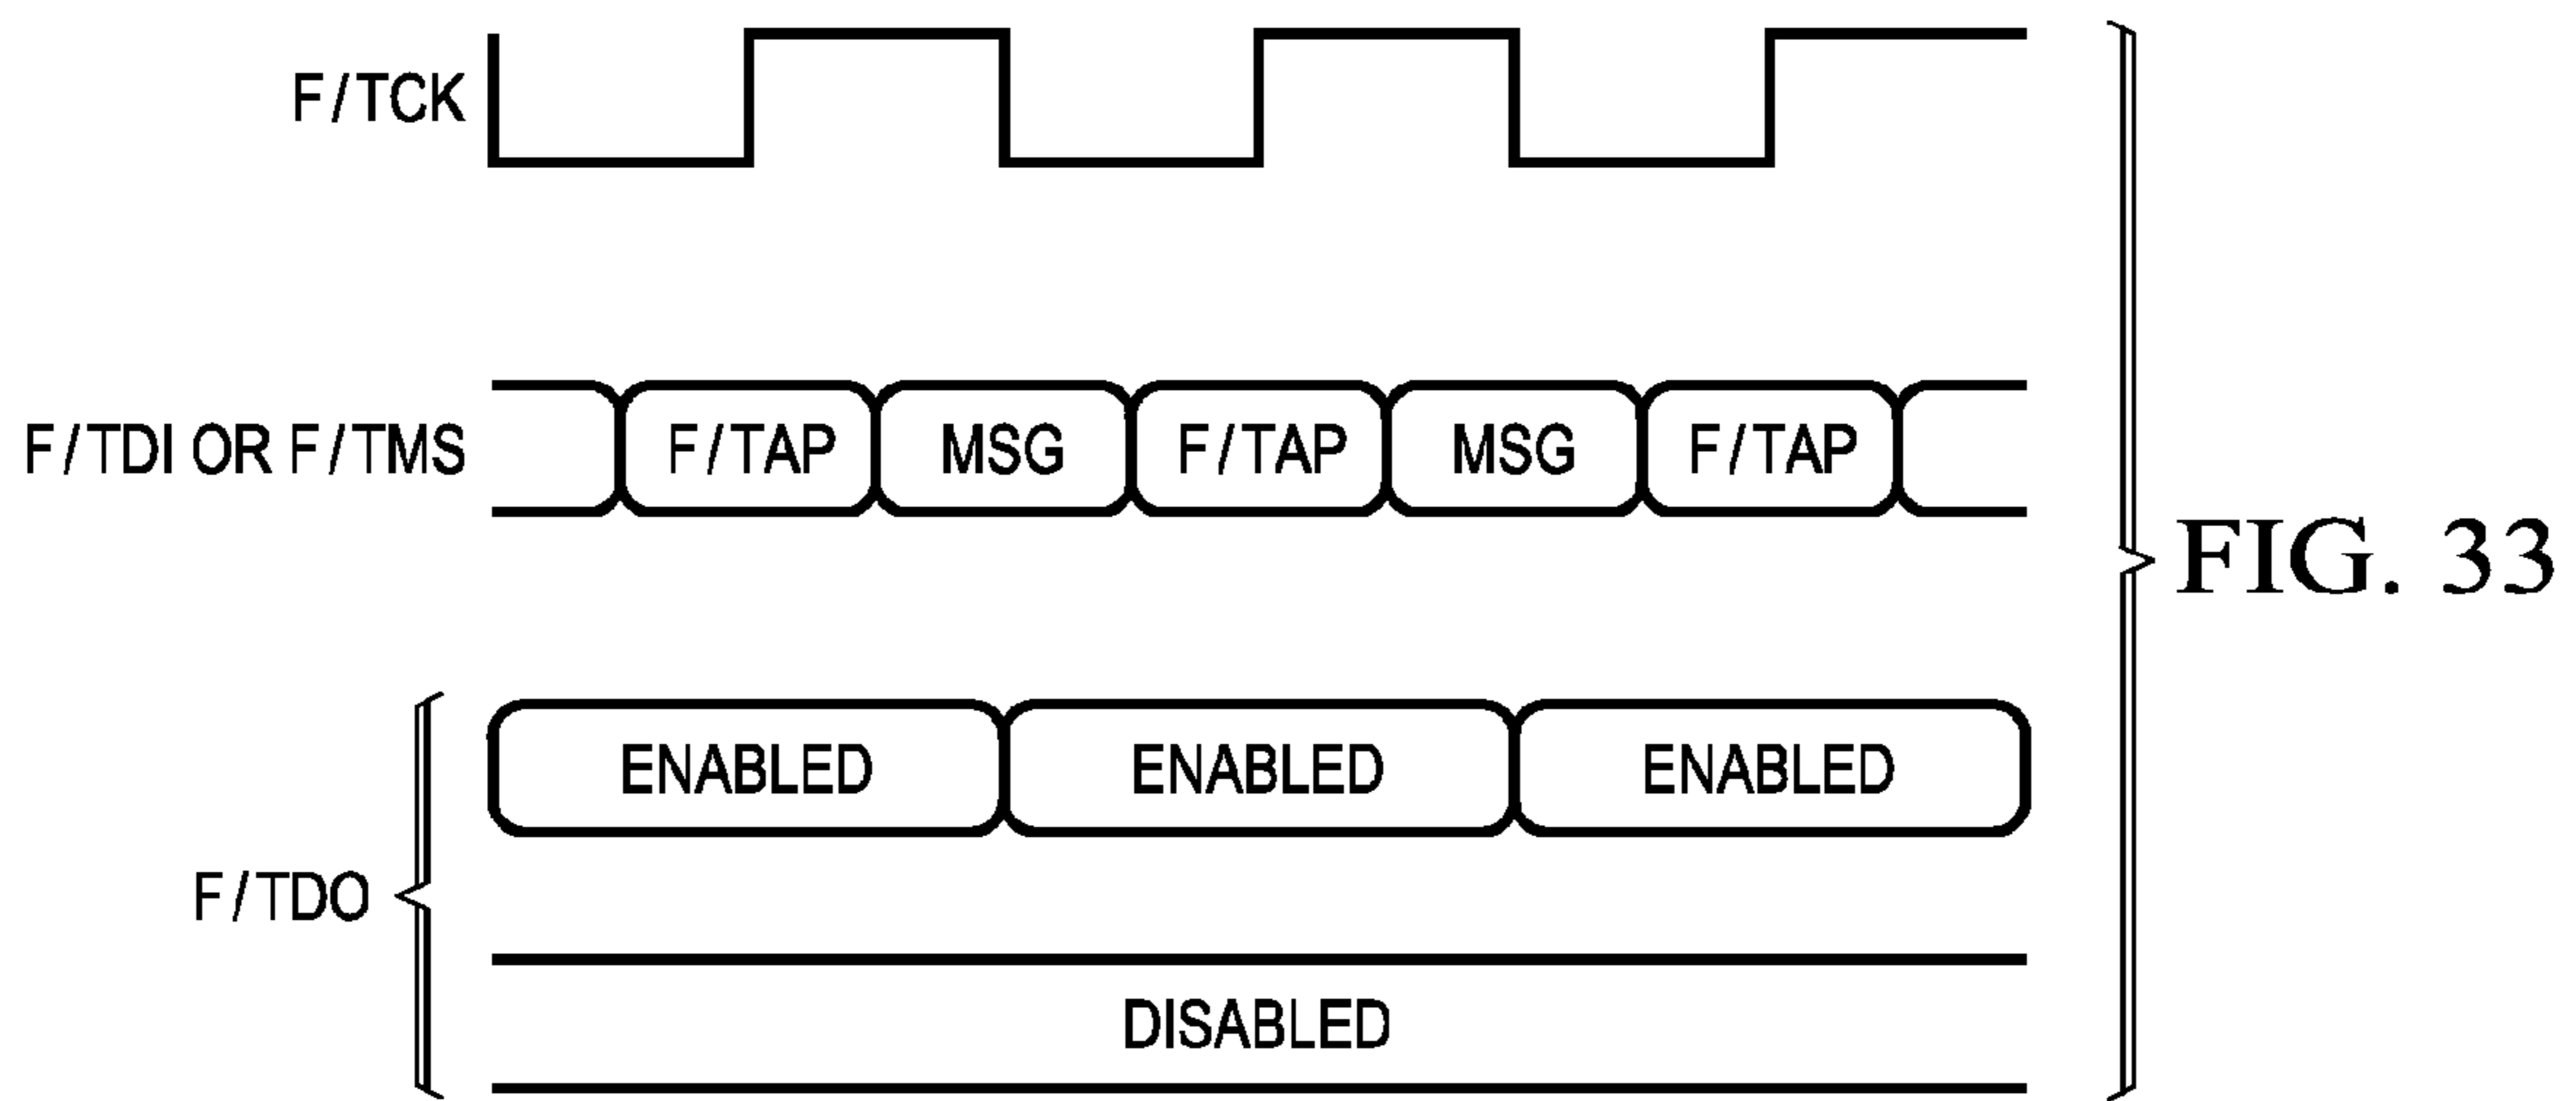 F/TCK
F/TDI OR F/TMS
F/TAP
MSG
F/TAP
MSG
F/TAP
FIG. 33
ENABLED
ENABLED
ENABLED
F/TDO
DISABLED